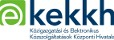 ekekkh
Közigazgatási és Elektronikus
Közszolgáltatások Központi Hivatala